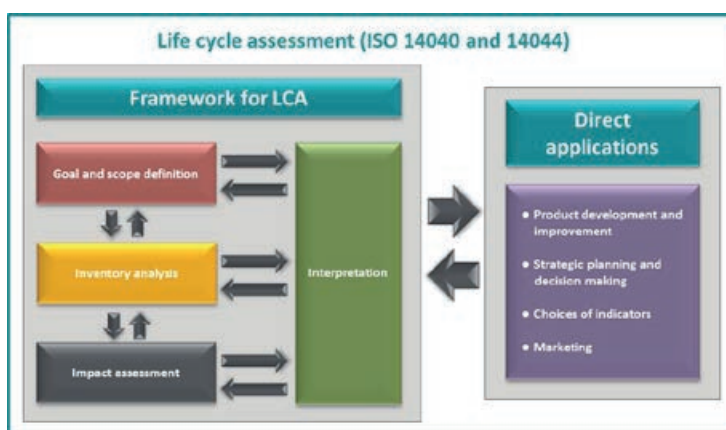 Life cycle assessment (ISO 14040 and 14044)
Framework for LCA
Goal and scope definition
Inventory analysis
Impact assessment
Interpretation
Direct
applications
• Product development and
improvement
• Strategic planning and
decision making
• Choices of indicators
• Marketing